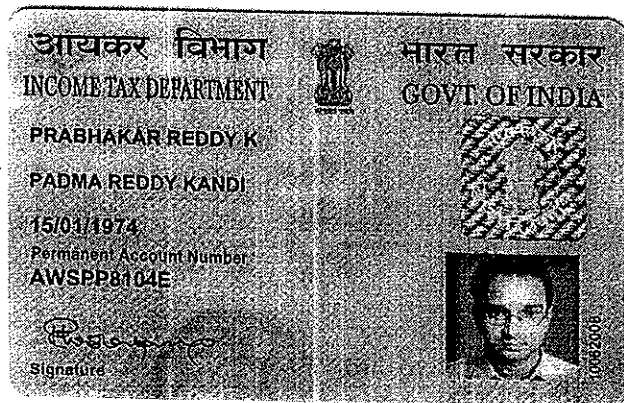 आयकर विभाग
INCOME TAX DEPARTMENT
भारत सरकार
GOVT. OF INDIA
PRABHAKAR REDDY K
PADMA REDDY KANDI
15/01/1974
Permanent Account Number
AWSPP8104E
Signature